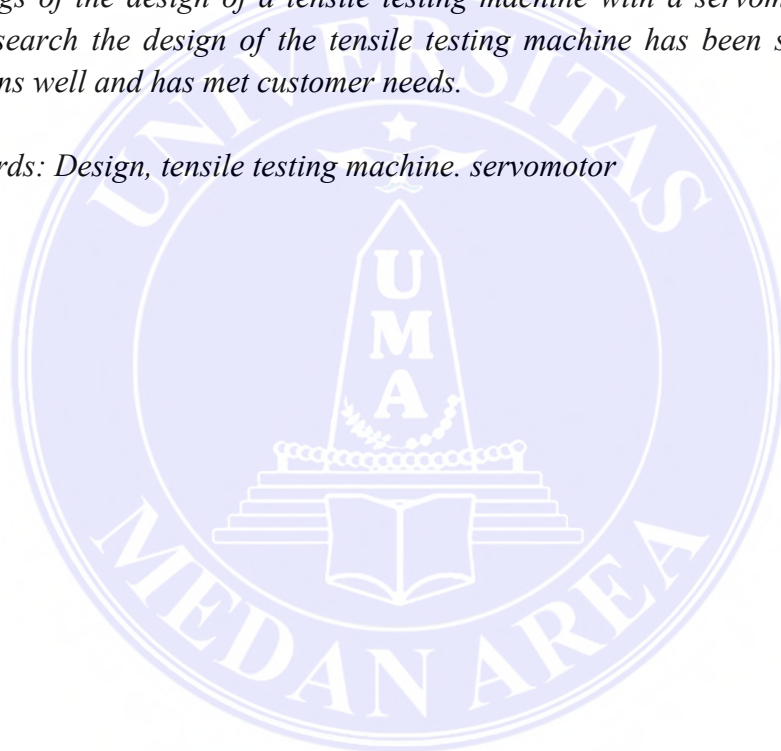 gs of the design of a tensile testing machine with a servom
search the design of the tensile testing machine has been s
ns well and has met customer needs.
rds: Design, tensile testing machine. servomotor
UNIVERSITAS
UMA
MEDAN AREA